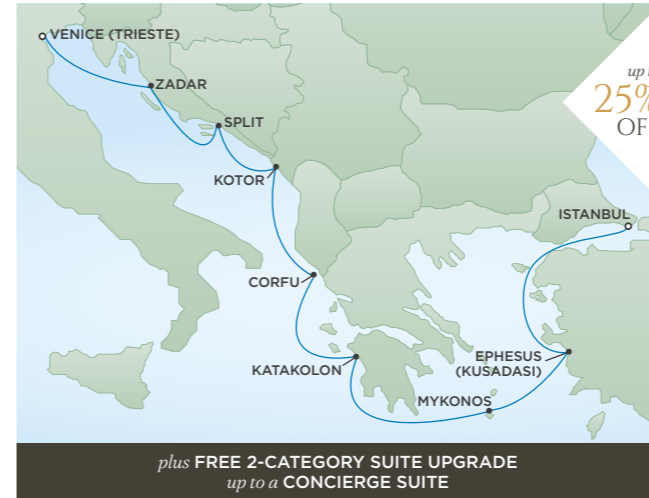 VENICE (TRIESTE)
ZADAR
SPLIT
KOTOR
CORFU
KATAKOLON
MYKONOS
EPHESUS
(KUSADASI)
ISTANBUL
up
25%
OF
plus FREE 2-CATEGORY SUITE UPGRADE
up to a CONCIERGE SUITE